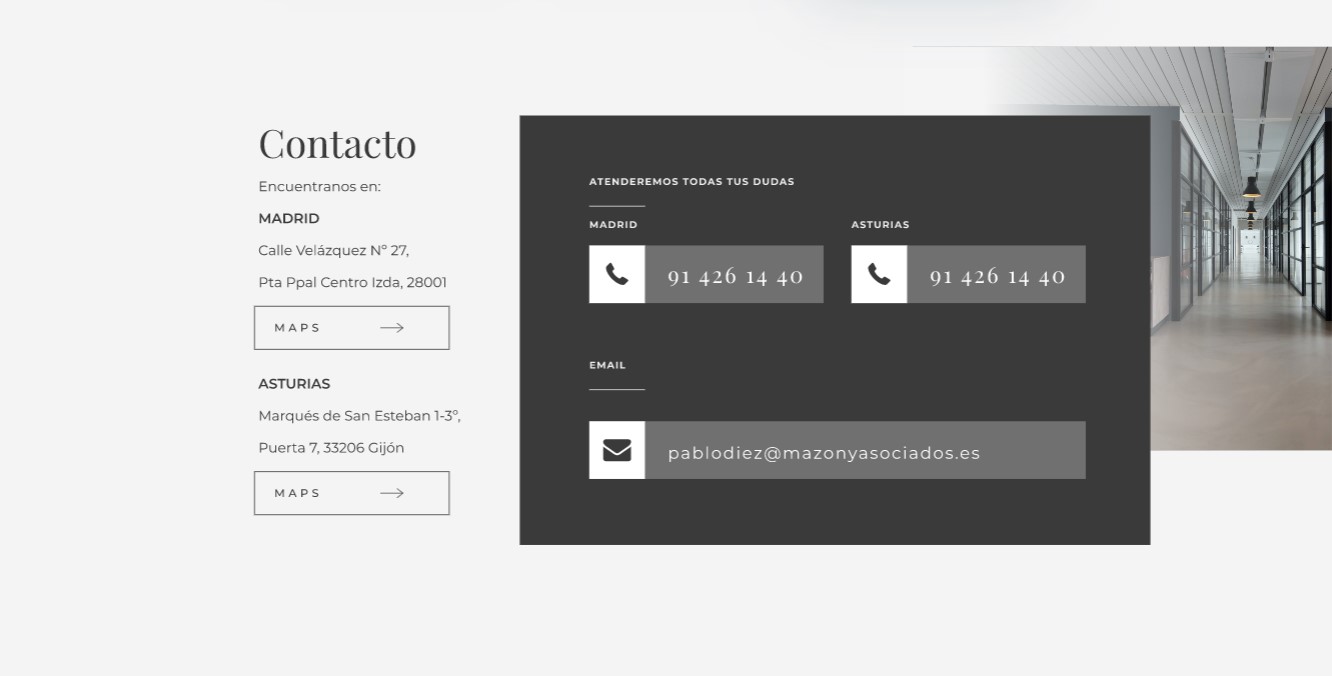 Contacto
Encuentranos en:
MADRID
Calle Velázquez Nº 27,
Pta Ppal Centro Izda, 28001
MAPS
ASTURIAS
Marqués de San Esteban 1-3º,
Puerta 7, 33206 Gijón
MAPS
ATENDEREMOS TODAS TUS DUDAS
MADRID
91 426 14 40
ASTURIAS
91 426 14 40
EMAIL
pablodiez@mazonyasociados.es